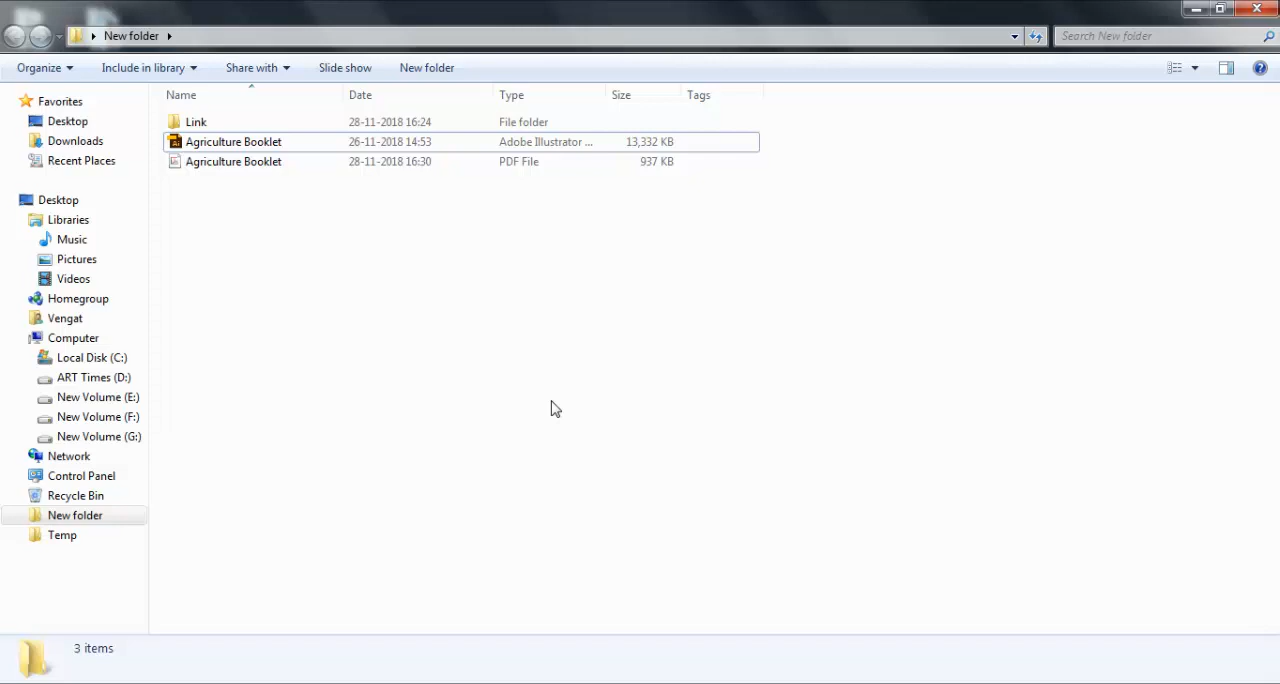 New folder
Search New folder
Organize Include in library Share with Slide show New folder
Name Date Type Size Tags
Link 28-11-2018 16:24 File folder
Agriculture Booklet 26-11-2018 14:53 Adobe Illustrator ... 13,332 KB
Agriculture Booklet 28-11-2018 16:30 PDF File 937 KB
Favorites
Desktop
Downloads
Recent Places
Desktop
Libraries
Music
Pictures
Videos
Homegroup
Vengat
Computer
Local Disk (C:)
ART Times (D:)
New Volume (E:)
New Volume (F:)
New Volume (G:)
Network
Control Panel
Recycle Bin
New folder
Temp
3 items